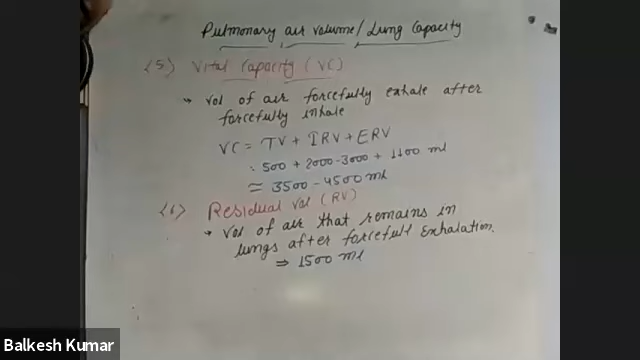 Pulmonary air volume/ Lung Capacity
(5) Vital Capacity (VC)
→ Vol of air forcefully exhale after
forcefully inhale
VC = TV + IRV + ERV
= 500 + 2000-3000 + 1100 ml
≈ 3500 - 4500 ml
(6) Residual Vol (RV)
→ Vol of air that remains in
lungs after forcefull exhalation.
⇒ 1500 ml
Balkesh Kumar